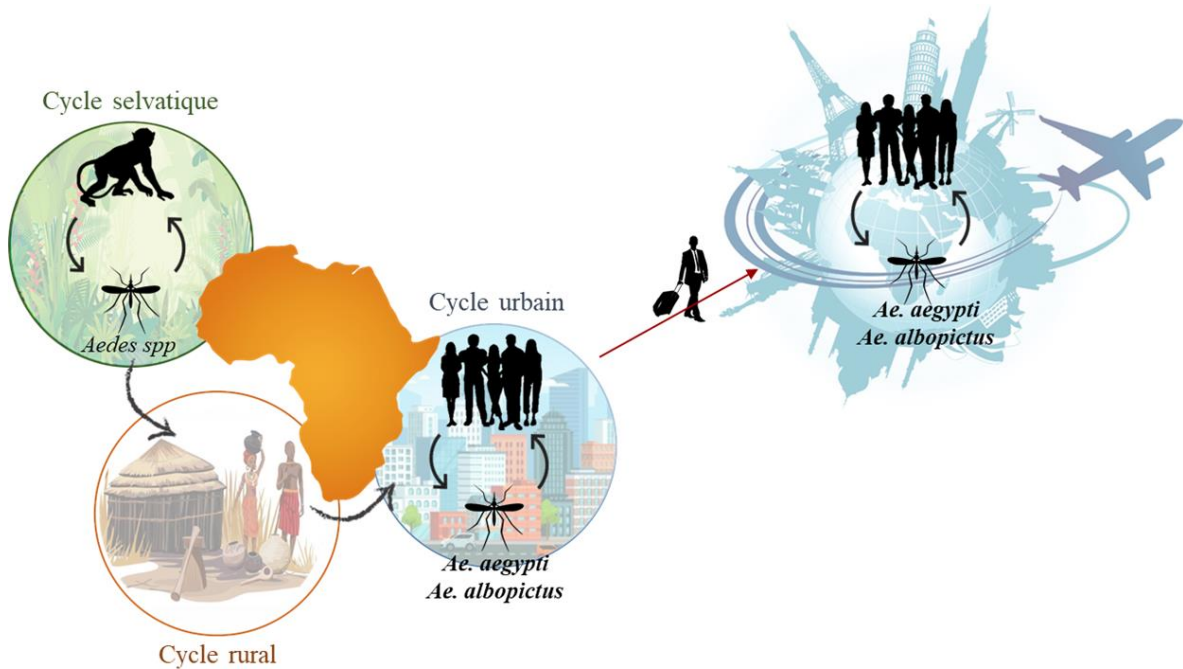 Cycle selvatique
Aedes spp
Cycle urbain
Ae. aegypti
Ae. albopictus
Cycle rural
Ae. aegypti
Ae. albopictus